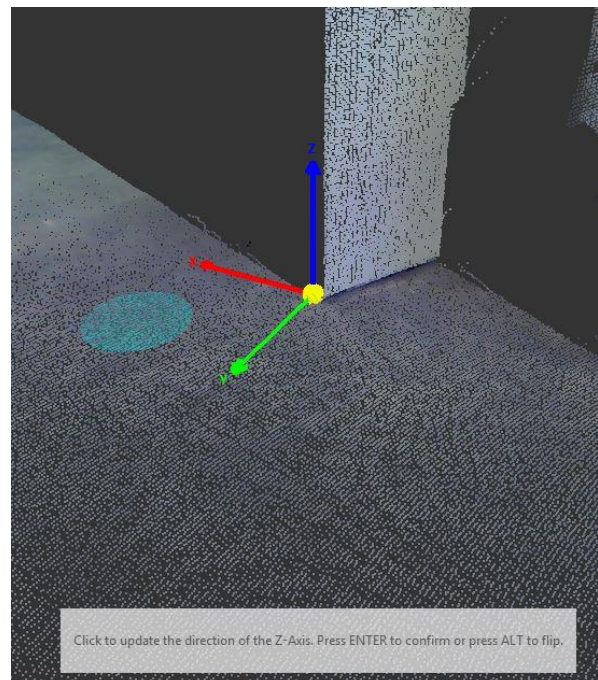 Z
X
Y
Click to update the direction of the Z-Axis. Press ENTER to confirm or press ALT to flip.